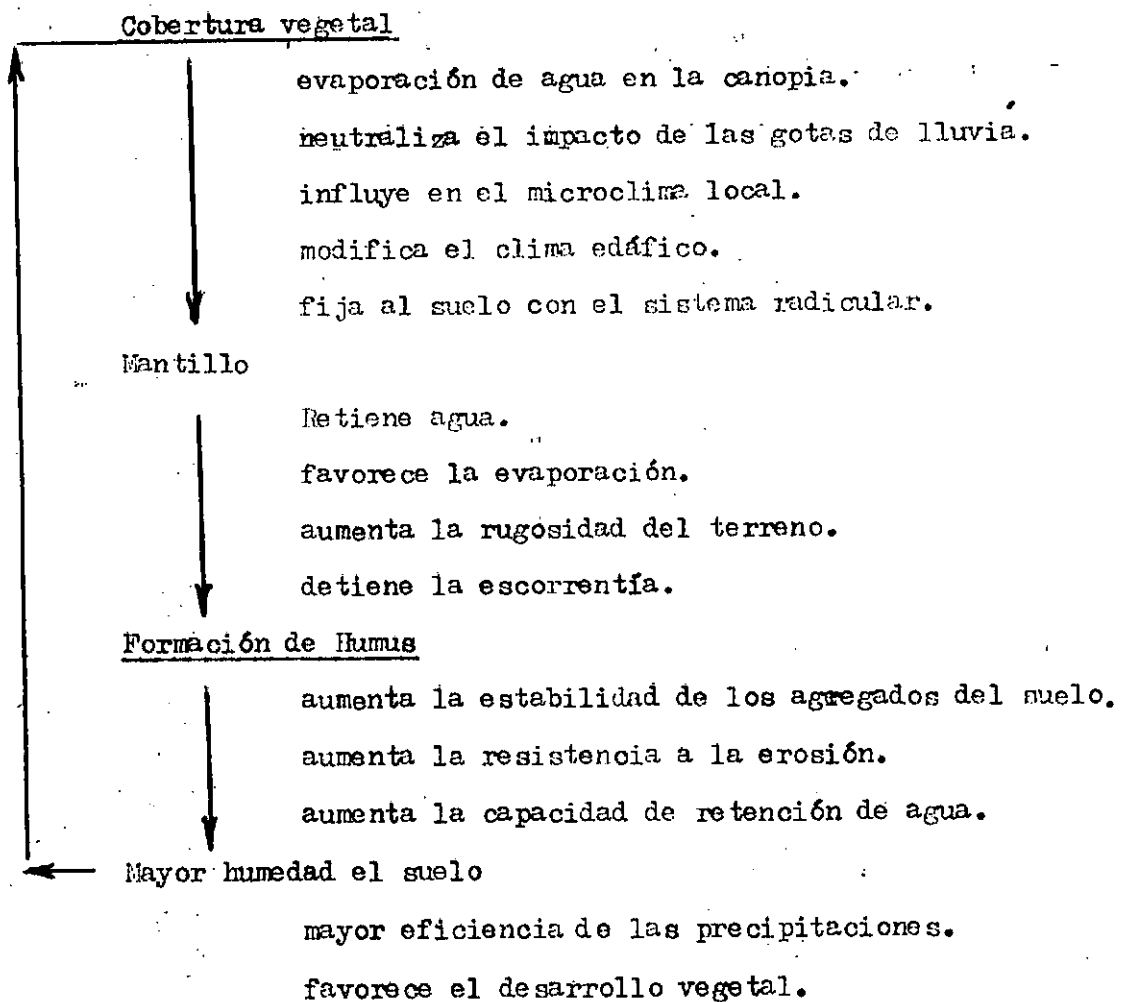 Cobertura vegetal
evaporación de agua en la canopia.
neutraliza el impacto de las gotas de lluvia.
influye en el microclima local.
modifica el clima edáfico.
fija al suelo con el sistema radicular.
Mantillo
Retiene agua.
favorece la evaporación.
aumenta la rugosidad del terreno.
detiene la escorrentía.
Formación de Humus
aumenta la estabilidad de los agregados del suelo.
aumenta la resistencia a la erosión.
aumenta la capacidad de retención de agua.
Mayor humedad el suelo
mayor eficiencia de las precipitaciones.
favorece el desarrollo vegetal.